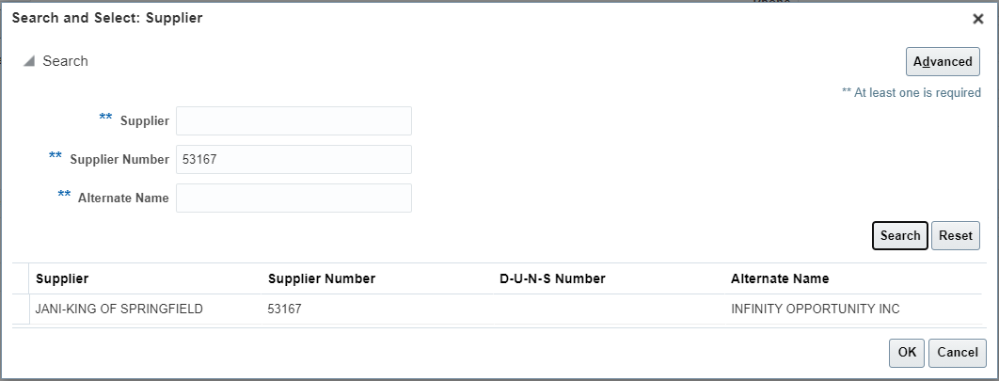 Search and Select: Supplier
Search
Advanced
** At least one is required
** Supplier
** Supplier Number 53167
** Alternate Name
Search Reset
Supplier Supplier Number D-U-N-S Number Alternate Name
JANI-KING OF SPRINGFIELD 53167 INFINITY OPPORTUNITY INC
OK Cancel